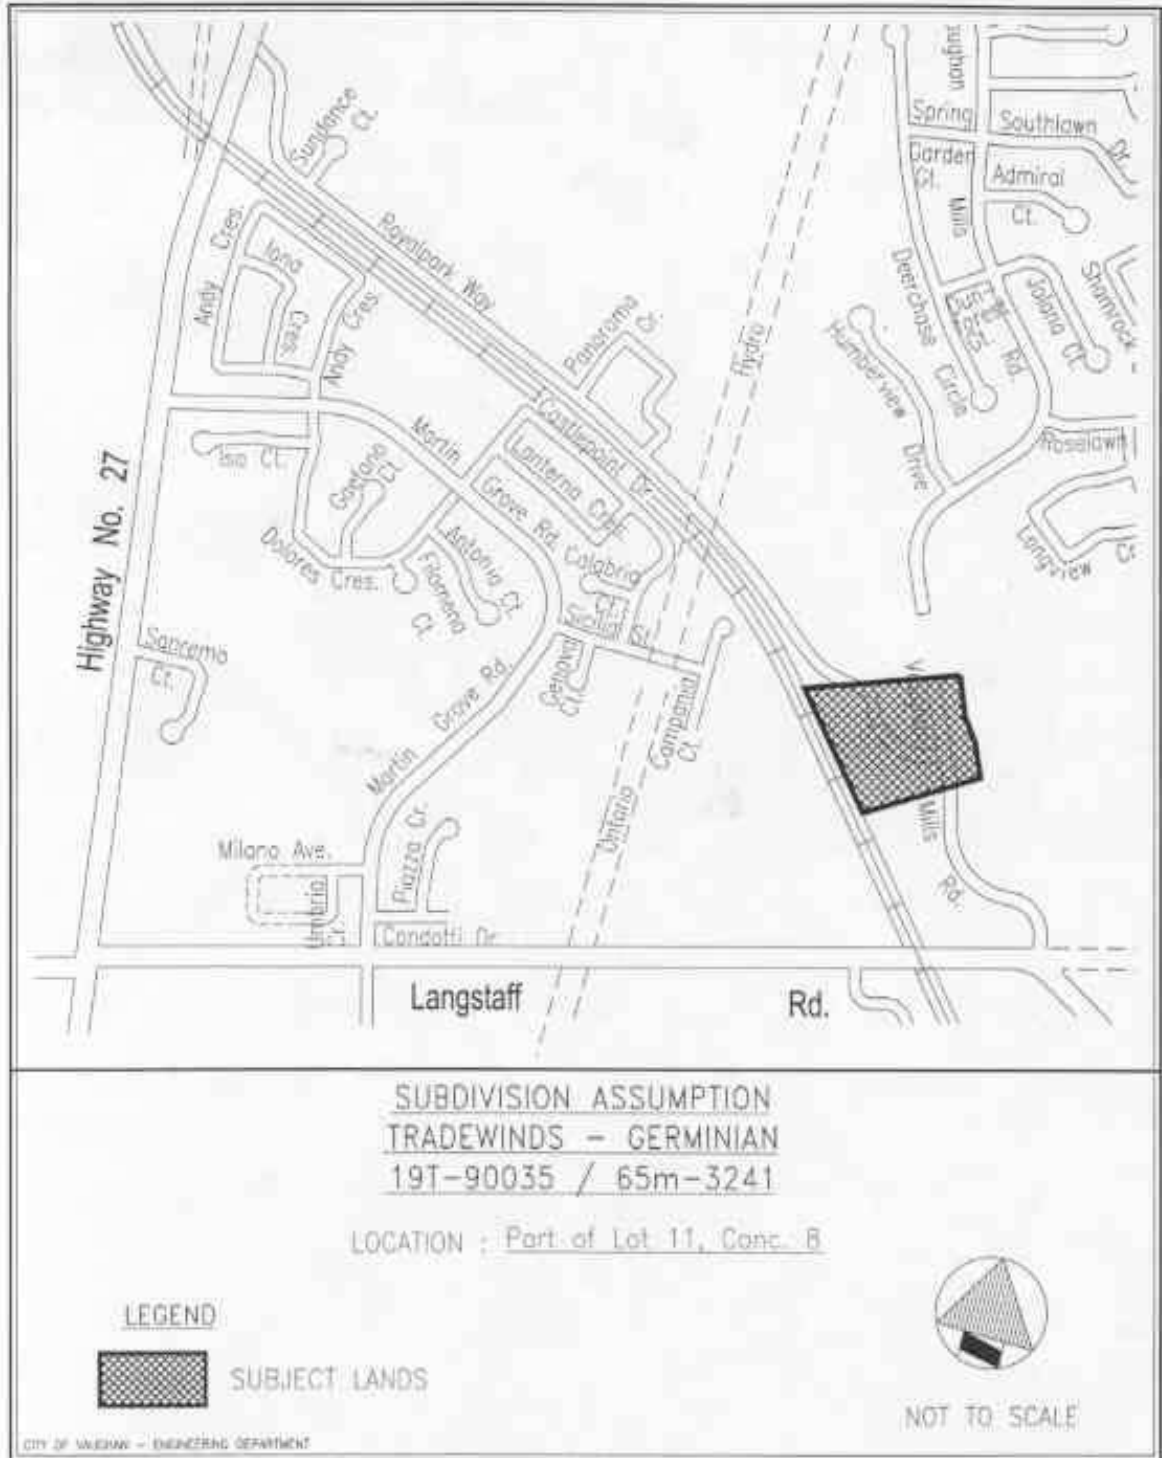 Sundance
Ct.
Royalpark Way
Andy Cres.
Iona
Cres.
Andy Cres.
Panorama
Cr.
Hydro
Spring
Garden
Ct.
Southlawn
Dr.
Admiral
Ct.
Mills
Rd.
Deerchase Circle
Jolana Ct.
Shamrock
Humberview
Drive
Roselawn
Longview
Highway No. 27
Martin
Grove Rd.
Castlepoint Dr.
Lanterna Cres.
Isa Ct.
Gaetano
Ct.
Dolores Cres.
Antonia Ct.
Filomena
Ct.
Calabria
Ct.
Sicilia St.
Genova
Ct.
Campania
Ct.
Sanremo
Ct.
Martin Grove Rd.
Ontario
Mills
Rd.
Milano Ave.
Umbria
Cr.
Piazza Cr.
Condotti Dr.
Langstaff Rd.
SUBDIVISION ASSUMPTION
TRADEWINDS - GERMINIAN
19T-90035 / 65m-3241
LOCATION : Part of Lot 11, Conc. 8
LEGEND
SUBJECT LANDS
NOT TO SCALE
CITY OF VAUGHAN - ENGINEERING DEPARTMENT